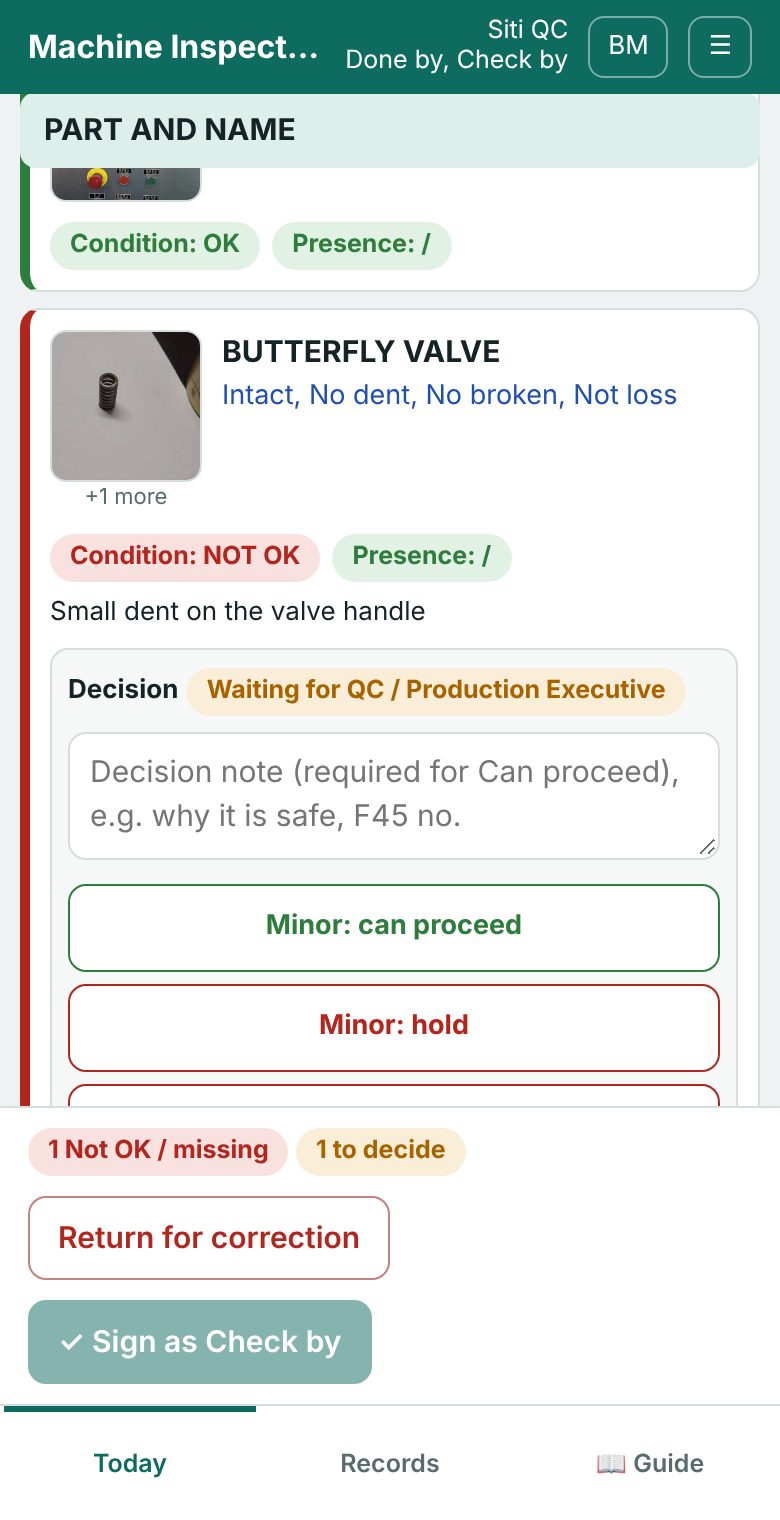 Machine Inspect...
Siti QC
Done by, Check by
BM
☰
PART AND NAME
Condition: OK
Presence: /
BUTTERFLY VALVE
Intact, No dent, No broken, Not loss
+1 more
Condition: NOT OK
Presence: /
Small dent on the valve handle
Decision
Waiting for QC / Production Executive
Decision note (required for Can proceed),
e.g. why it is safe, F45 no.
Minor: can proceed
Minor: hold
1 Not OK / missing
1 to decide
Return for correction
✓ Sign as Check by
Today
Records
📖 Guide